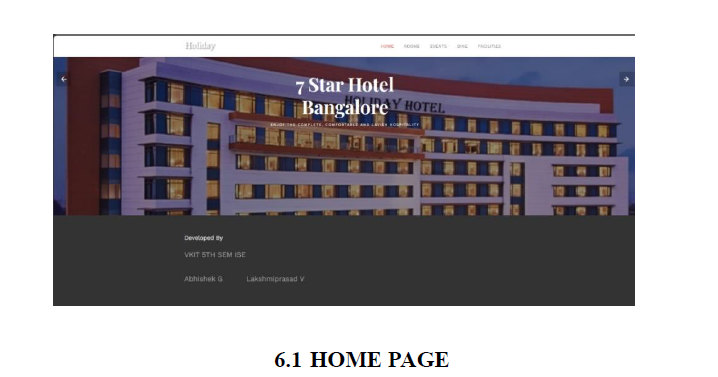 Holiday
HOME ROOMS EVENTS DINE FACILITIES
7 Star Hotel
Bangalore
HOLIDAY HOTEL
ENJOY THE COMPLETE, COMFORTABLE AND LAVISH HOSPITALITY
Developed By
VKIT 5TH SEM ISE
Abhishek G Lakshmiprasad V
6.1 HOME PAGE